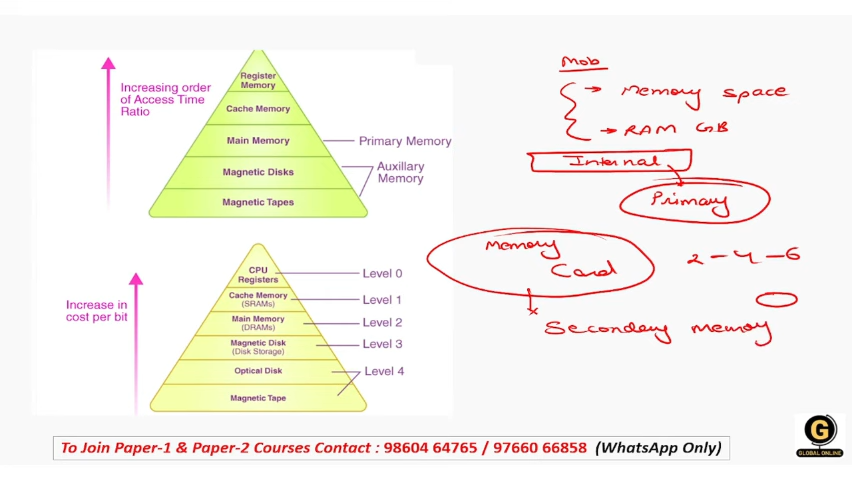 Increasing order
of Access Time
Ratio
Register
Memory
Cache Memory
Main Memory
Magnetic Disks
Magnetic Tapes
Primary Memory
Auxillary
Memory
Increase in
cost per bit
CPU
Registers
Cache Memory
(SRAMs)
Main Memory
(DRAMs)
Magnetic Disk
(Disk Storage)
Optical Disk
Magnetic Tape
Level 0
Level 1
Level 2
Level 3
Level 4
Mob
→ Memory space
→ RAM GB
Internal
Primary
Memory
Card
2 - 4 - 6
Secondary memory
To Join Paper-1 & Paper-2 Courses Contact : 98604 64765 / 97660 66858 (WhatsApp Only)
G
GLOBAL ONLINE